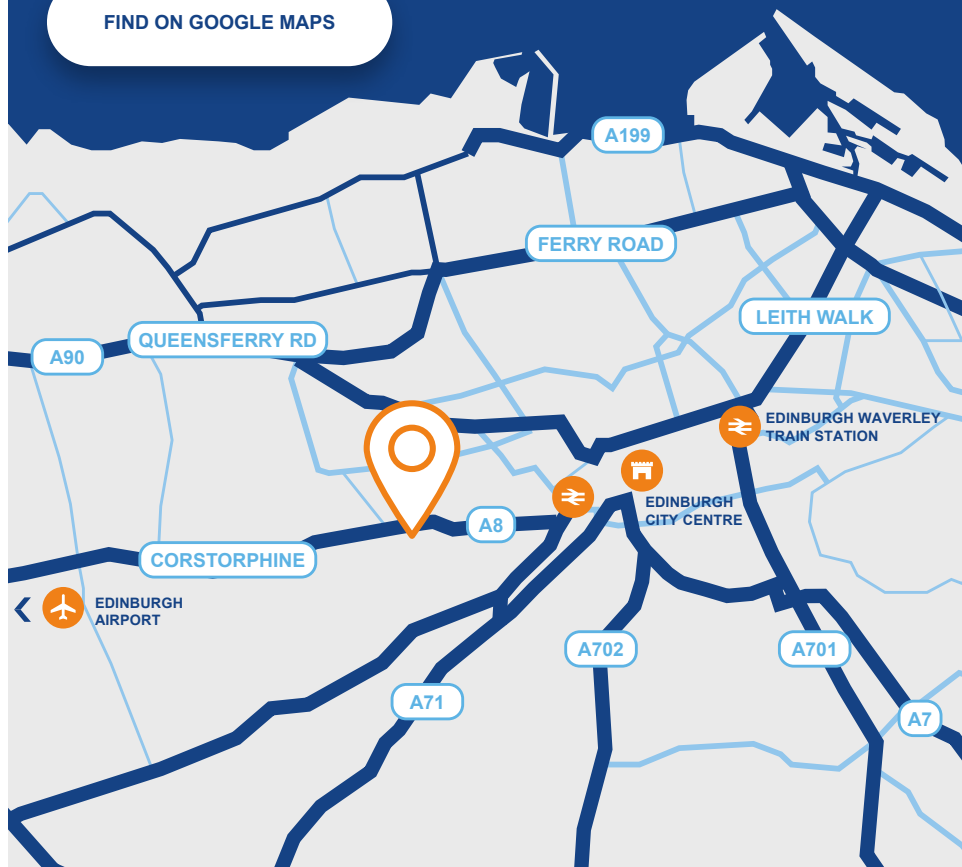 FIND ON GOOGLE MAPS
A199
FERRY ROAD
LEITH WALK
QUEENSFERRY RD
A90
EDINBURGH WAVERLEY
TRAIN STATION
EDINBURGH
CITY CENTRE
A8
CORSTORPHINE
EDINBURGH
AIRPORT
A702
A701
A71
A7